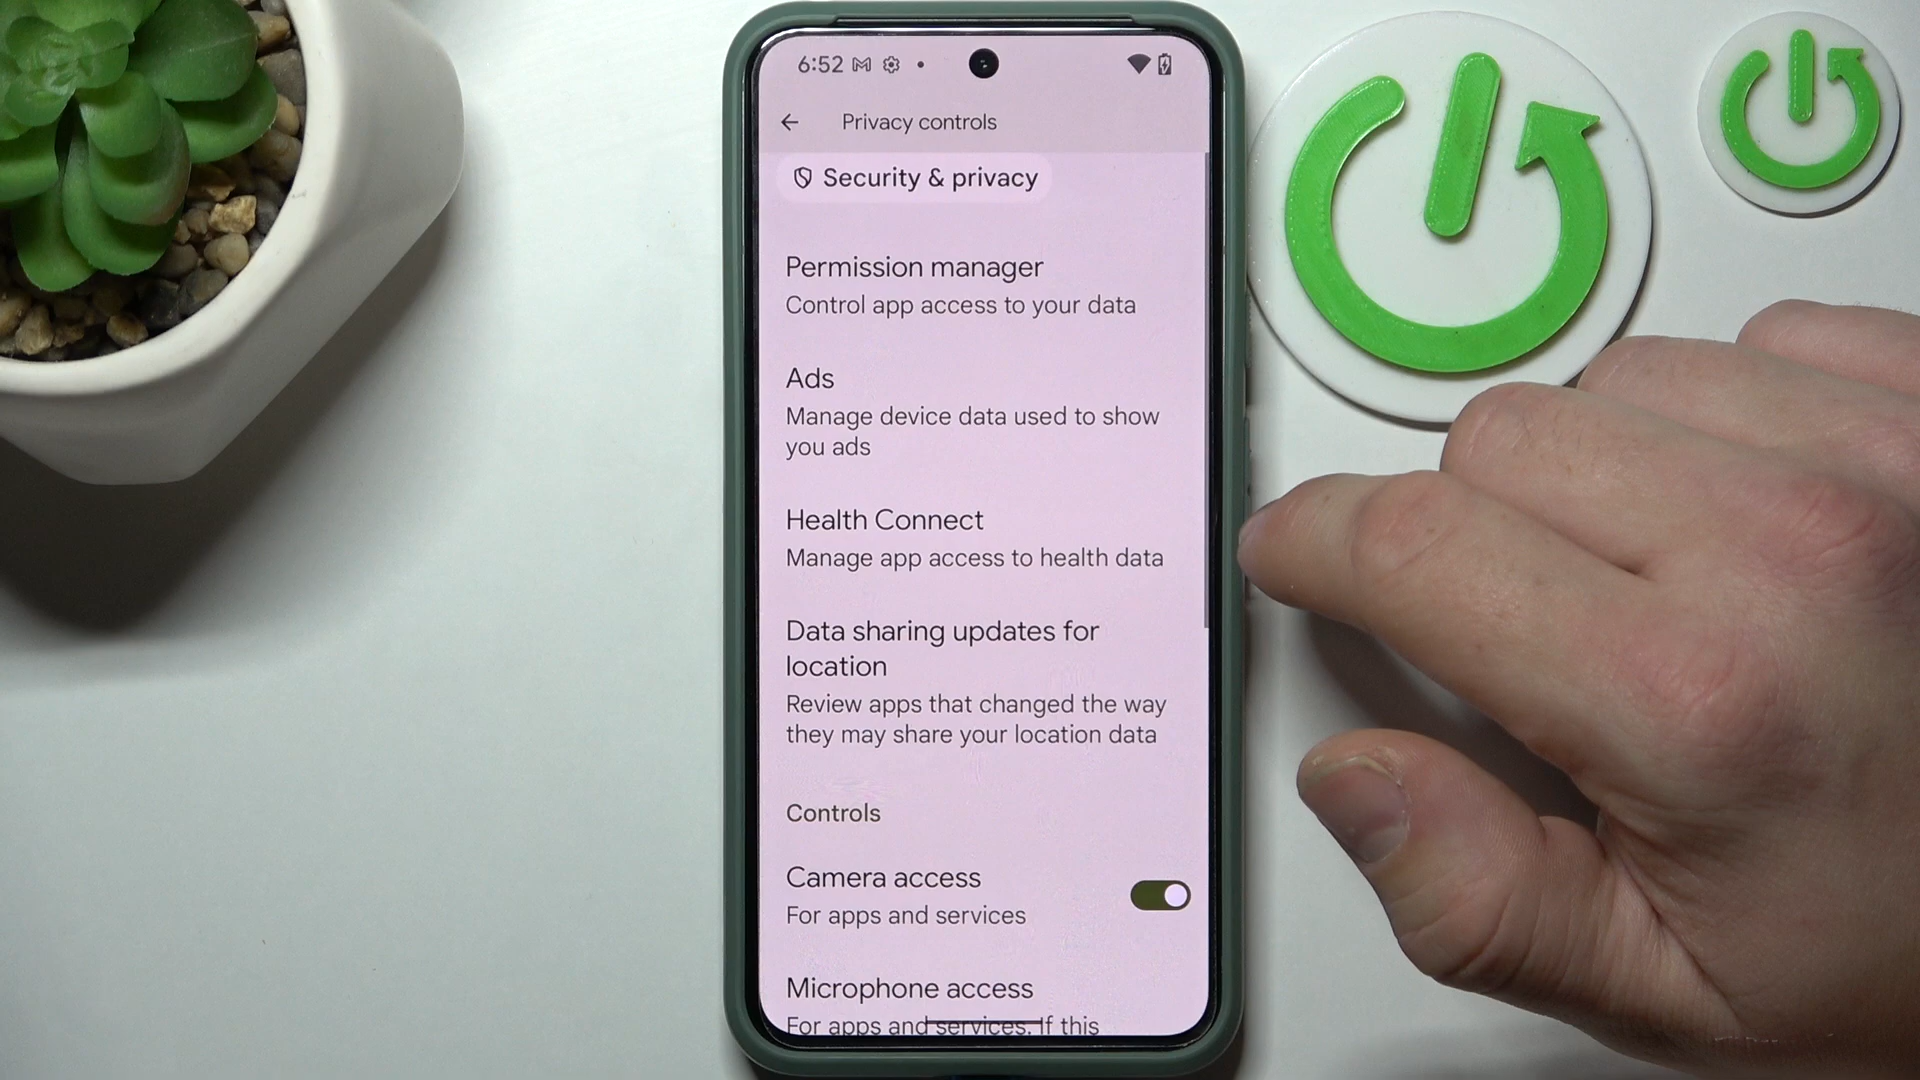 6:52
Privacy controls
Security & privacy
Permission manager
Control app access to your data
Ads
Manage device data used to show
you ads
Health Connect
Manage app access to health data
Data sharing updates for
location
Review apps that changed the way
they may share your location data
Controls
Camera access
For apps and services
Microphone access
For apps and services. If this